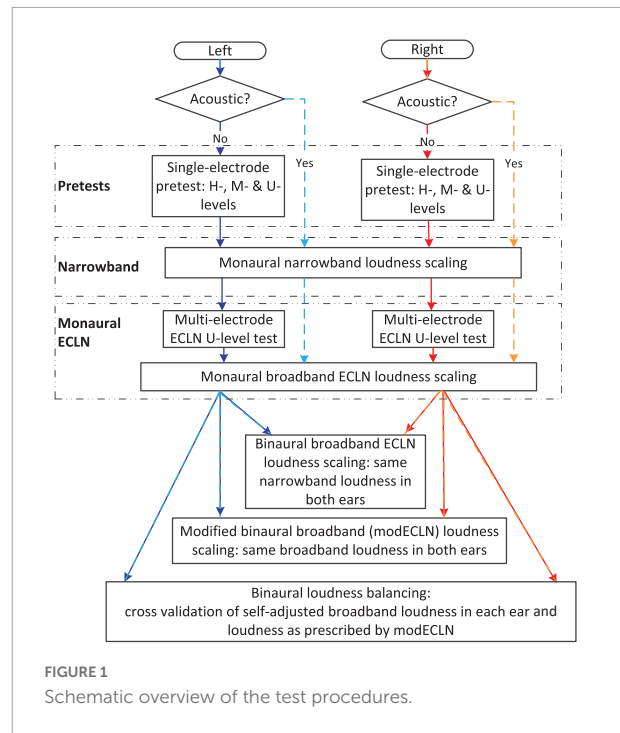 Left
Right
Acoustic?
Acoustic?
No
No
Yes
Yes
Pretests
Single-electrode
pretest: H-, M- & U-
levels
Single-electrode
pretest: H-, M- & U-
levels
Narrowband
Monaural narrowband loudness scaling
Monaural
ECLN
Multi-electrode
ECLN U-level test
Multi-electrode
ECLN U-level test
Monaural broadband ECLN loudness scaling
Binaural broadband ECLN
loudness scaling: same
narrowband loudness in
both ears
Modified binaural broadband (modECLN) loudness
scaling: same broadband loudness in both ears
Binaural loudness balancing:
cross validation of self-adjusted broadband loudness in each ear and
loudness as prescribed by modECLN
FIGURE 1
Schematic overview of the test procedures.